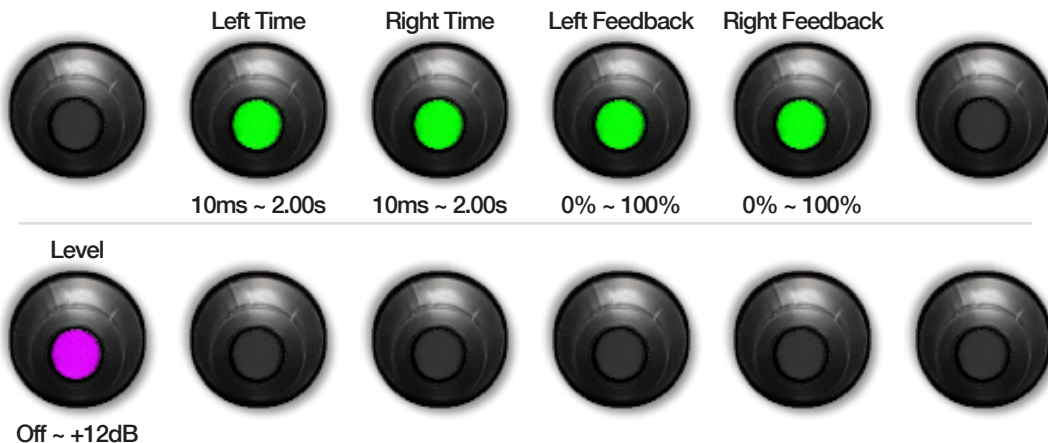 Left Time Right Time Left Feedback Right Feedback
10ms ~ 2.00s 10ms ~ 2.00s 0% ~ 100% 0% ~ 100%
Level
Off ~ +12dB